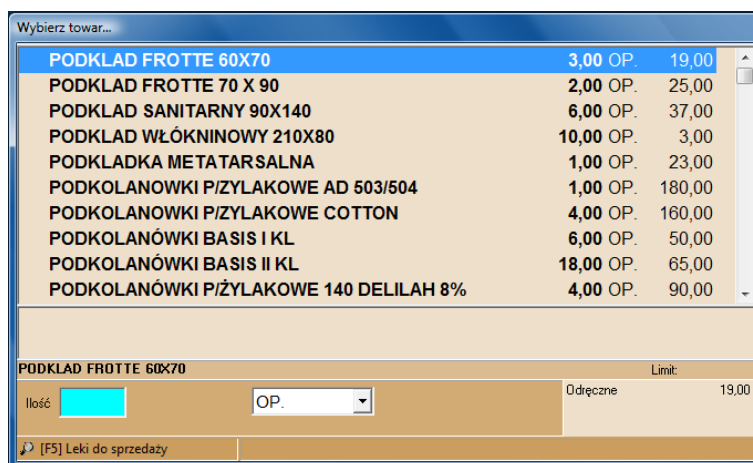 Wybierz towar...
PODKLAD FROTTE 60X70 3,00 OP. 19,00
PODKLAD FROTTE 70 X 90 2,00 OP. 25,00
PODKLAD SANITARNY 90X140 6,00 OP. 37,00
PODKLAD WŁÓKNINOWY 210X80 10,00 OP. 3,00
PODKLADKA METATARSALNA 1,00 OP. 23,00
PODKOLANOWKI P/ZYLAKOWE AD 503/504 1,00 OP. 180,00
PODKOLANOWKI P/ZYLAKOWE COTTON 4,00 OP. 160,00
PODKOLANÓWKI BASIS I KL 6,00 OP. 50,00
PODKOLANÓWKI BASIS II KL 18,00 OP. 65,00
PODKOLANÓWKI P/ŻYLAKOWE 140 DELILAH 8% 4,00 OP. 90,00
PODKLAD FROTTE 60X70 Limit:
Ilość OP. Odręczne 19,00
[F5] Leki do sprzedaży